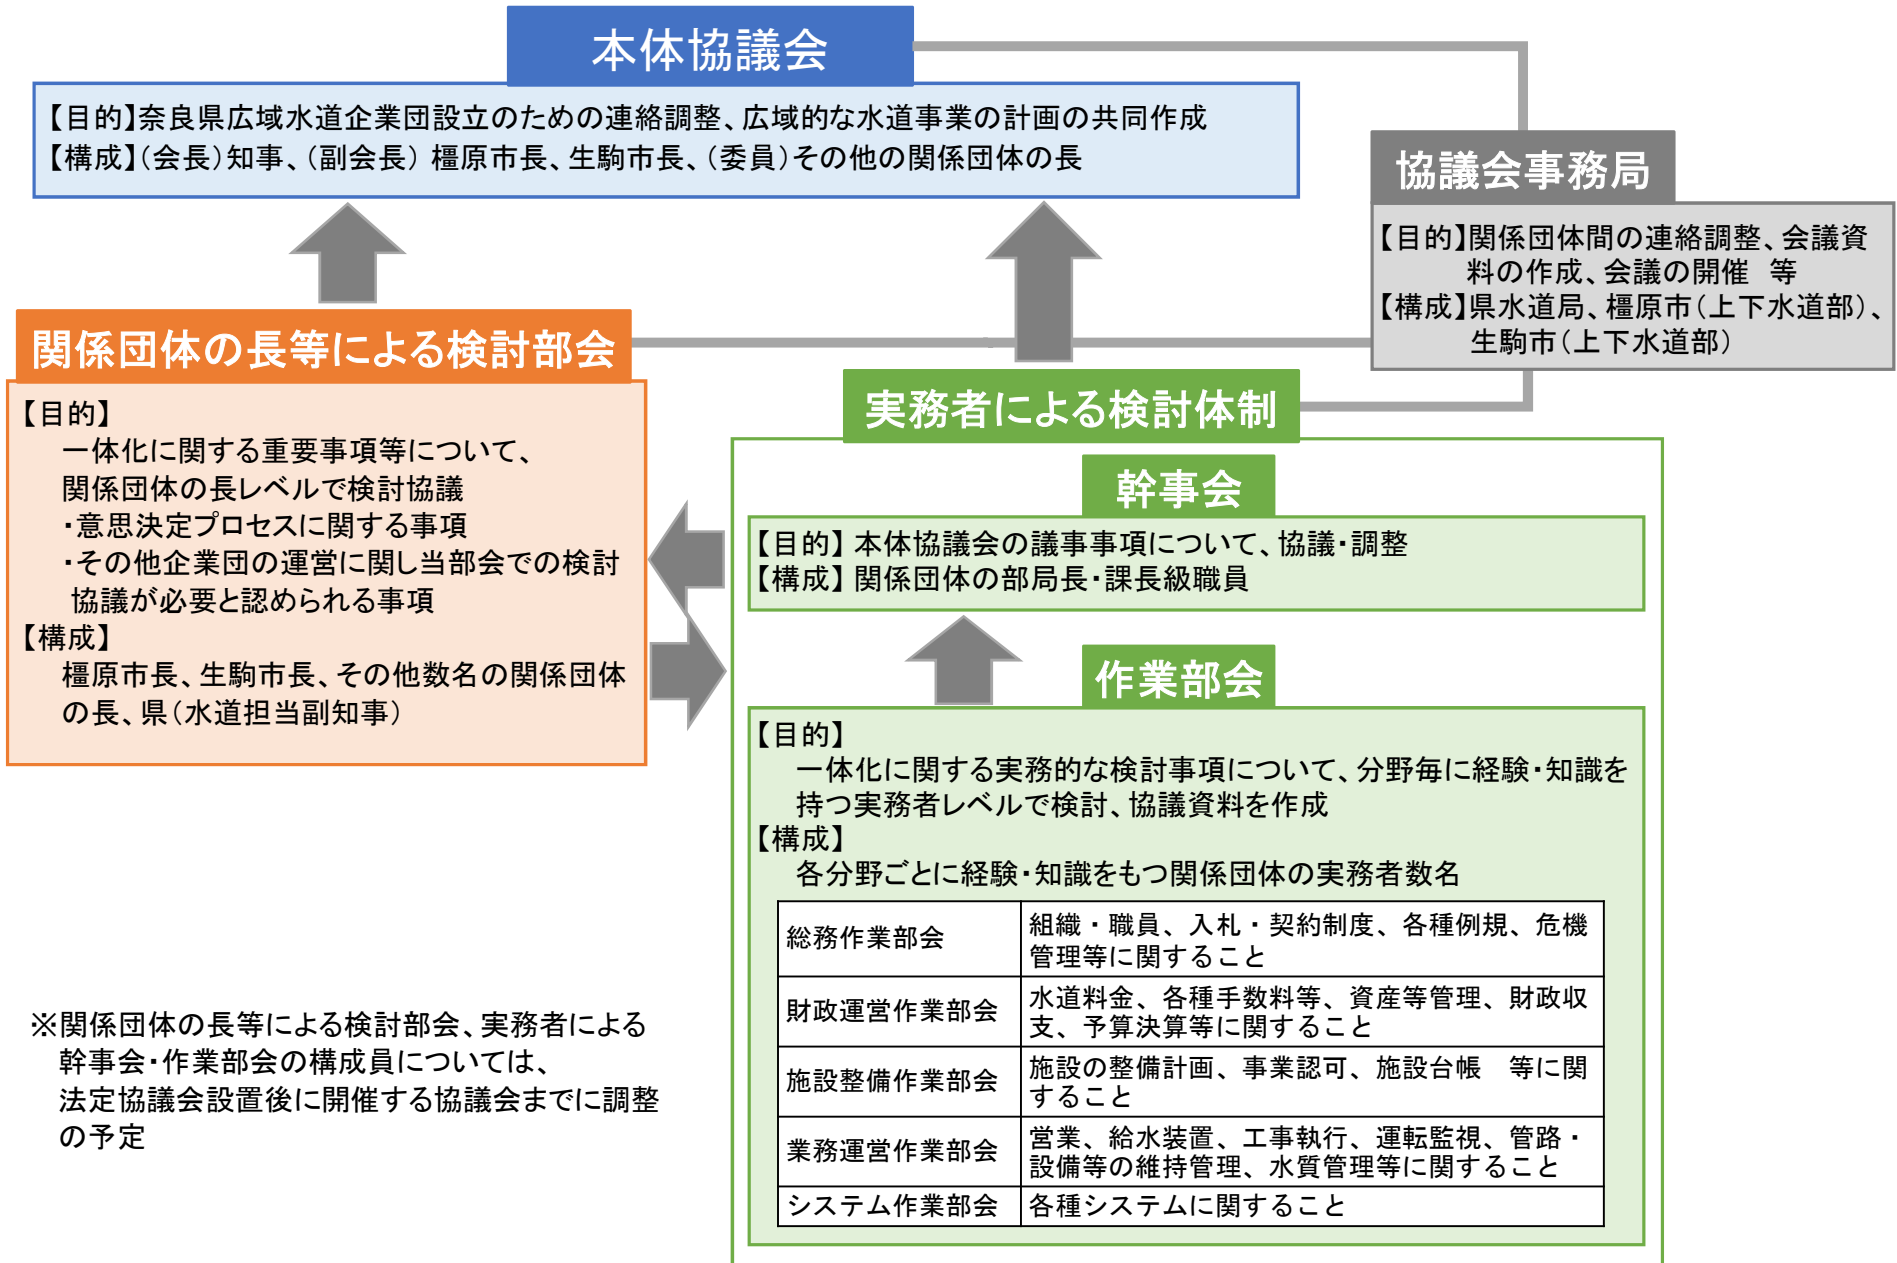 本体協議会
【目的】奈良県広域水道企業団設立のための連絡調整、広域的な水道事業の計画の共同作成
【構成】（会長）知事、（副会長）橿原市長、生駒市長、（委員）その他の関係団体の長
協議会事務局
【目的】関係団体間の連絡調整、会議資
料の作成、会議の開催　等
【構成】県水道局、橿原市（上下水道部）、
生駒市（上下水道部）
関係団体の長等による検討部会
【目的】
一体化に関する重要事項等について、
関係団体の長レベルで検討協議
・意思決定プロセスに関する事項
・その他企業団の運営に関し当部会での検討
協議が必要と認められる事項
【構成】
橿原市長、生駒市長、その他数名の関係団体
の長、県（水道担当副知事）
実務者による検討体制
幹事会
【目的】本体協議会の議事事項について、協議・調整
【構成】関係団体の部局長・課長級職員
作業部会
【目的】
一体化に関する実務的な検討事項について、分野毎に経験・知識を
持つ実務者レベルで検討、協議資料を作成
【構成】
各分野ごとに経験・知識をもつ関係団体の実務者数名
総務作業部会
組織・職員、入札・契約制度、各種例規、危機
管理等に関すること
財政運営作業部会
水道料金、各種手数料等、資産等管理、財政収
支、予算決算等に関すること
施設整備作業部会
施設の整備計画、事業認可、施設台帳　等に関
すること
業務運営作業部会
営業、給水装置、工事執行、運転監視、管路・
設備等の維持管理、水質管理等に関すること
システム作業部会
各種システムに関すること
※関係団体の長等による検討部会、実務者による
幹事会・作業部会の構成員については、
法定協議会設置後に開催する協議会までに調整
の予定